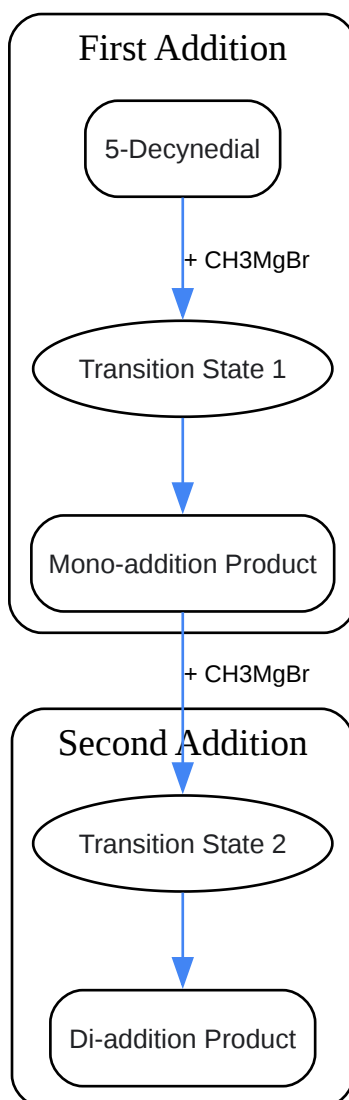 First Addition
5-Decynedial
+ CH3MgBr
Transition State 1
Mono-addition Product
+ CH3MgBr
Second Addition
Transition State 2
Di-addition Product